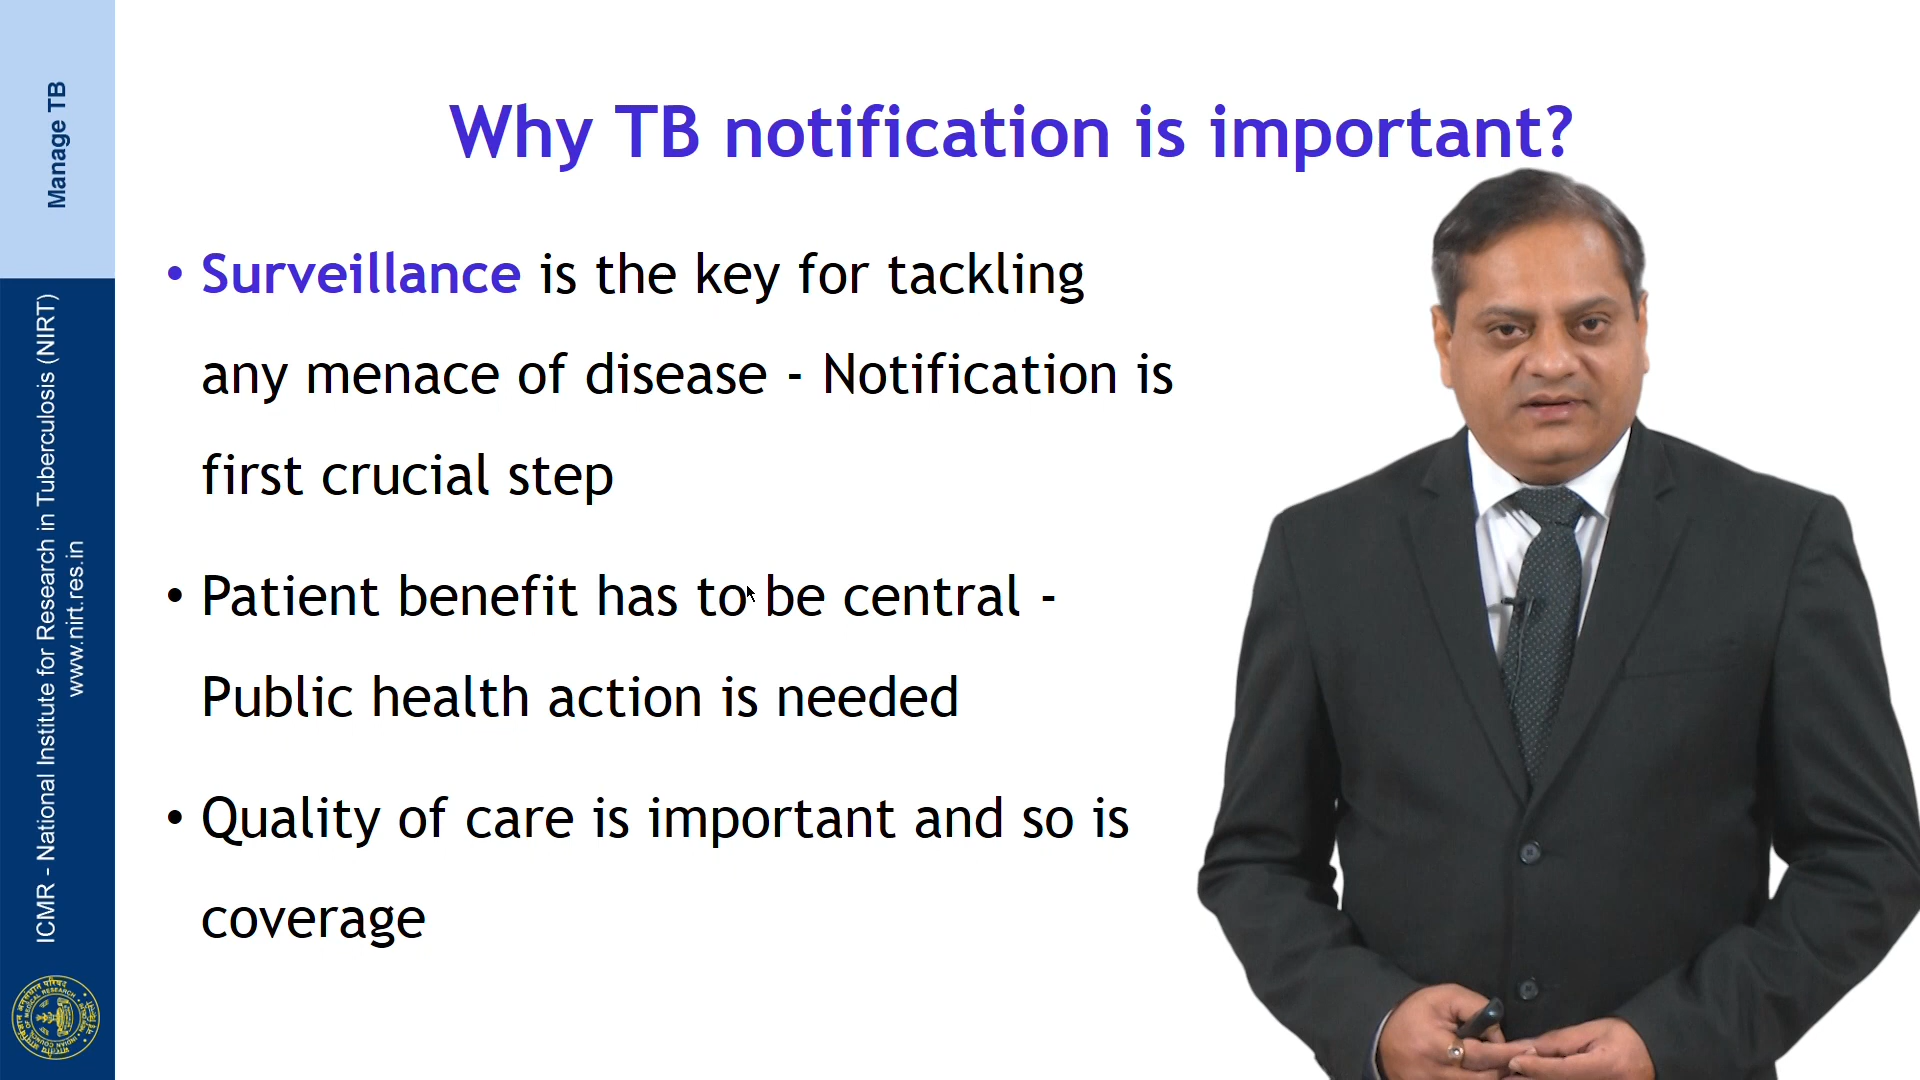 Manage TB
ICMR - National Institute for Research in Tuberculosis (NIRT)
www.nirt.res.in
Why TB notification is important?
• Surveillance is the key for tackling
any menace of disease - Notification is
first crucial step
• Patient benefit has to be central -
Public health action is needed
• Quality of care is important and so is
coverage